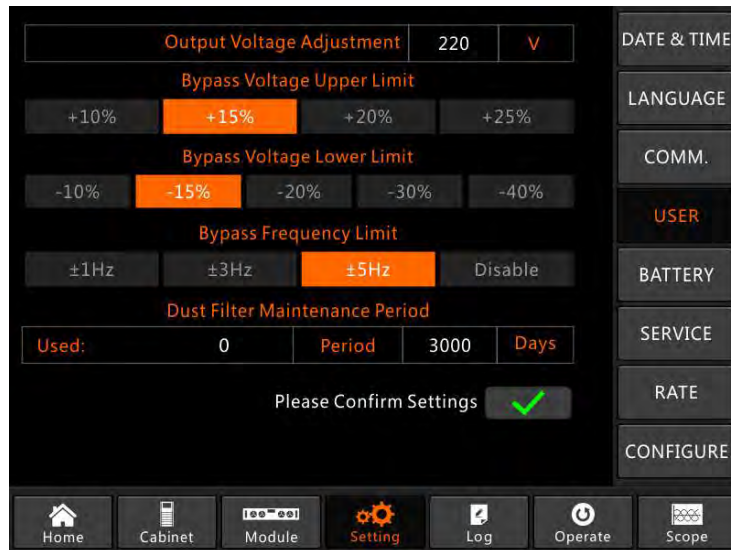 Output Voltage Adjustment 220 V
Bypass Voltage Upper Limit
+10% +15% +20% +25%
Bypass Voltage Lower Limit
-10% -15% -20% -30% -40%
Bypass Frequency Limit
±1Hz ±3Hz ±5Hz Disable
Dust Filter Maintenance Period
Used: 0 Period 3000 Days
Please Confirm Settings
DATE & TIME
LANGUAGE
COMM.
USER
BATTERY
SERVICE
RATE
CONFIGURE
Home Cabinet Module Setting Log Operate Scope